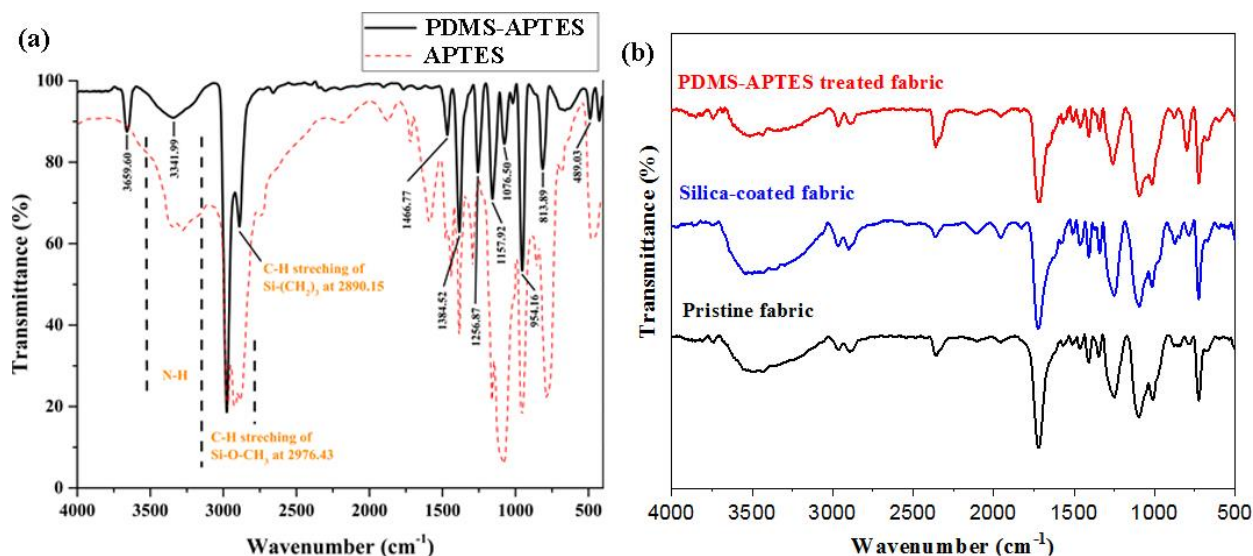 (a)
PDMS-APTES
APTES
Transmittance (%)
100
80
60
40
20
0
3659.60
3341.99
1466.77
1384.52
1256.87
1157.92
1076.50
954.16
813.89
489.03
C-H streching of
Si-(CH₂)₃ at 2890.15
N-H
C-H streching of
Si-O-CH₃ at 2976.43
4000 3500 3000 2500 2000 1500 1000 500
Wavenumber (cm⁻¹)
(b)
Transmittance (%)
PDMS-APTES treated fabric
Silica-coated fabric
Pristine fabric
4000 3500 3000 2500 2000 1500 1000 500
Wavenumber (cm⁻¹)